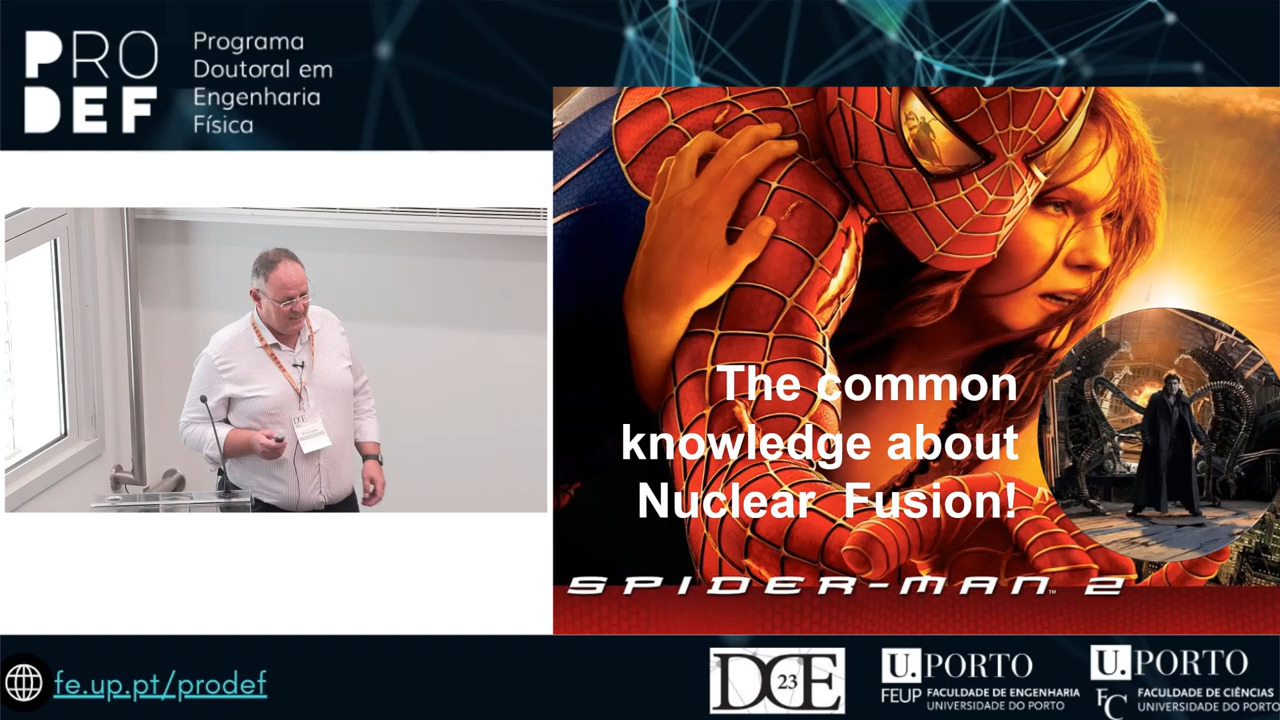 PRO
DEF
Programa
Doutoral em
Engenharia
Física
The common
knowledge about
Nuclear Fusion!
SPIDER-MAN 2
TM
fe.up.pt/prodef
DCE
23
U.PORTO
FEUP FACULDADE DE ENGENHARIA
UNIVERSIDADE DO PORTO
U.PORTO
FC FACULDADE DE CIÊNCIAS
UNIVERSIDADE DO PORTO